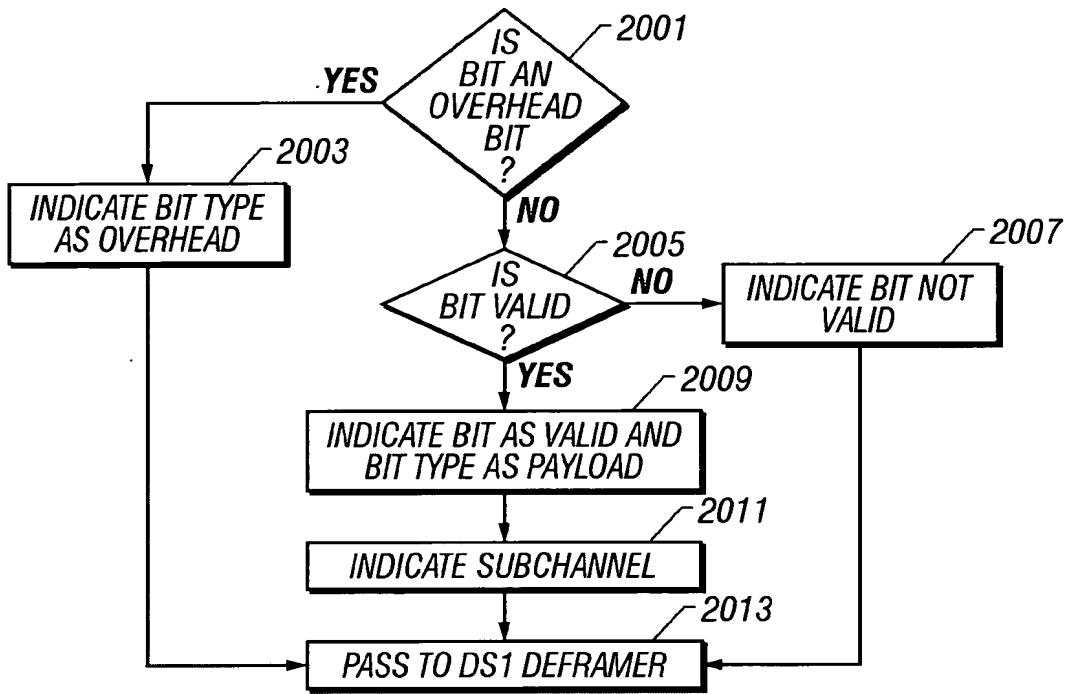 2001
IS
BIT AN
OVERHEAD
BIT
?
YES
2003
INDICATE BIT TYPE
AS OVERHEAD
NO
2005
IS
BIT VALID
?
NO
2007
INDICATE BIT NOT
VALID
YES
2009
INDICATE BIT AS VALID AND
BIT TYPE AS PAYLOAD
2011
INDICATE SUBCHANNEL
2013
PASS TO DS1 DEFRAMER